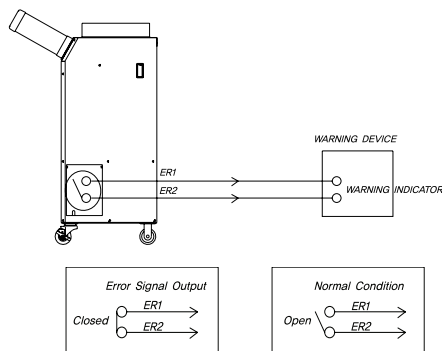 WARNING DEVICE
ER1
ER2
WARNING INDICATOR
Error Signal Output
Closed
ER1
ER2
Normal Condition
Open
ER1
ER2